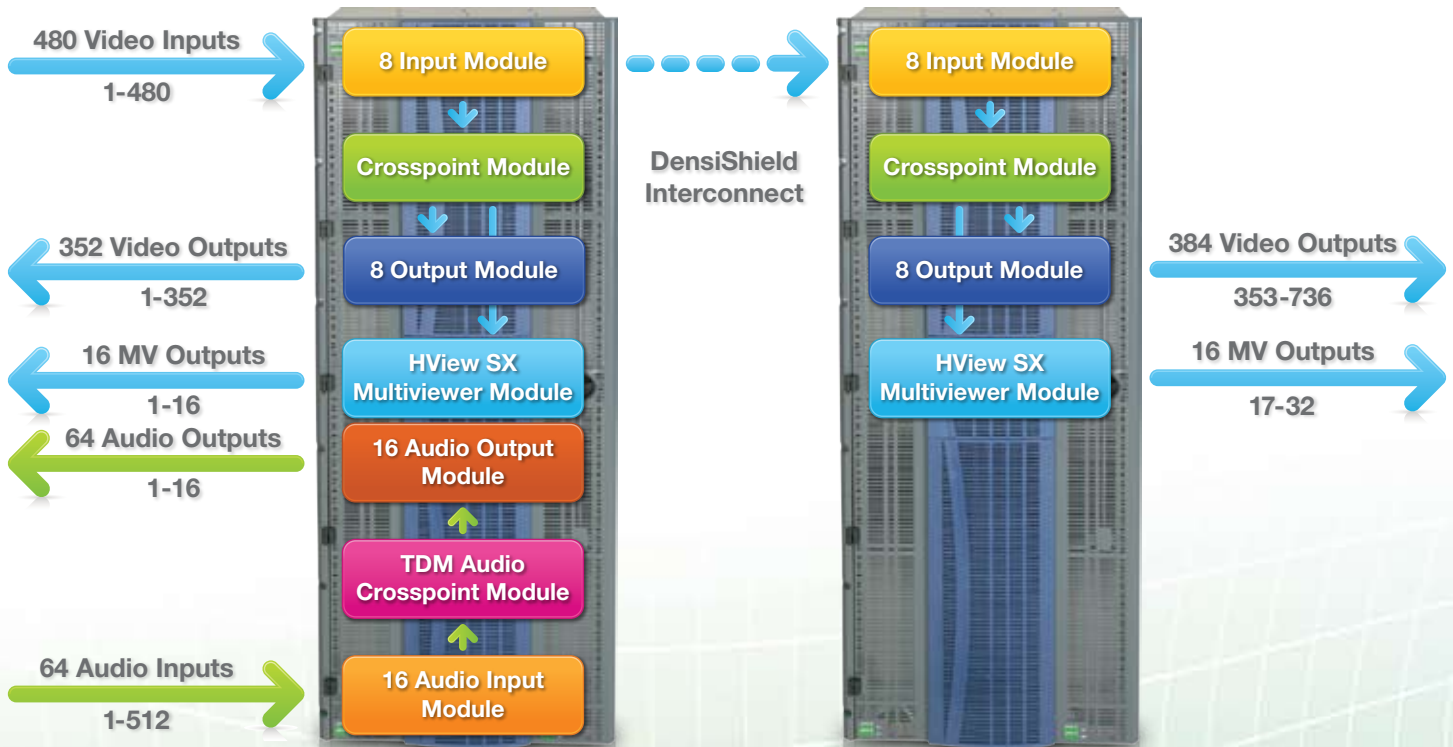 480 Video Inputs
1-480
8 Input Module
Crosspoint Module
352 Video Outputs
1-352
8 Output Module
16 MV Outputs
1-16
HView SX
Multiviewer Module
64 Audio Outputs
1-16
16 Audio Output
Module
TDM Audio
Crosspoint Module
64 Audio Inputs
1-512
16 Audio Input
Module
DensiShield
Interconnect
8 Input Module
Crosspoint Module
8 Output Module
384 Video Outputs
353-736
HView SX
Multiviewer Module
16 MV Outputs
17-32